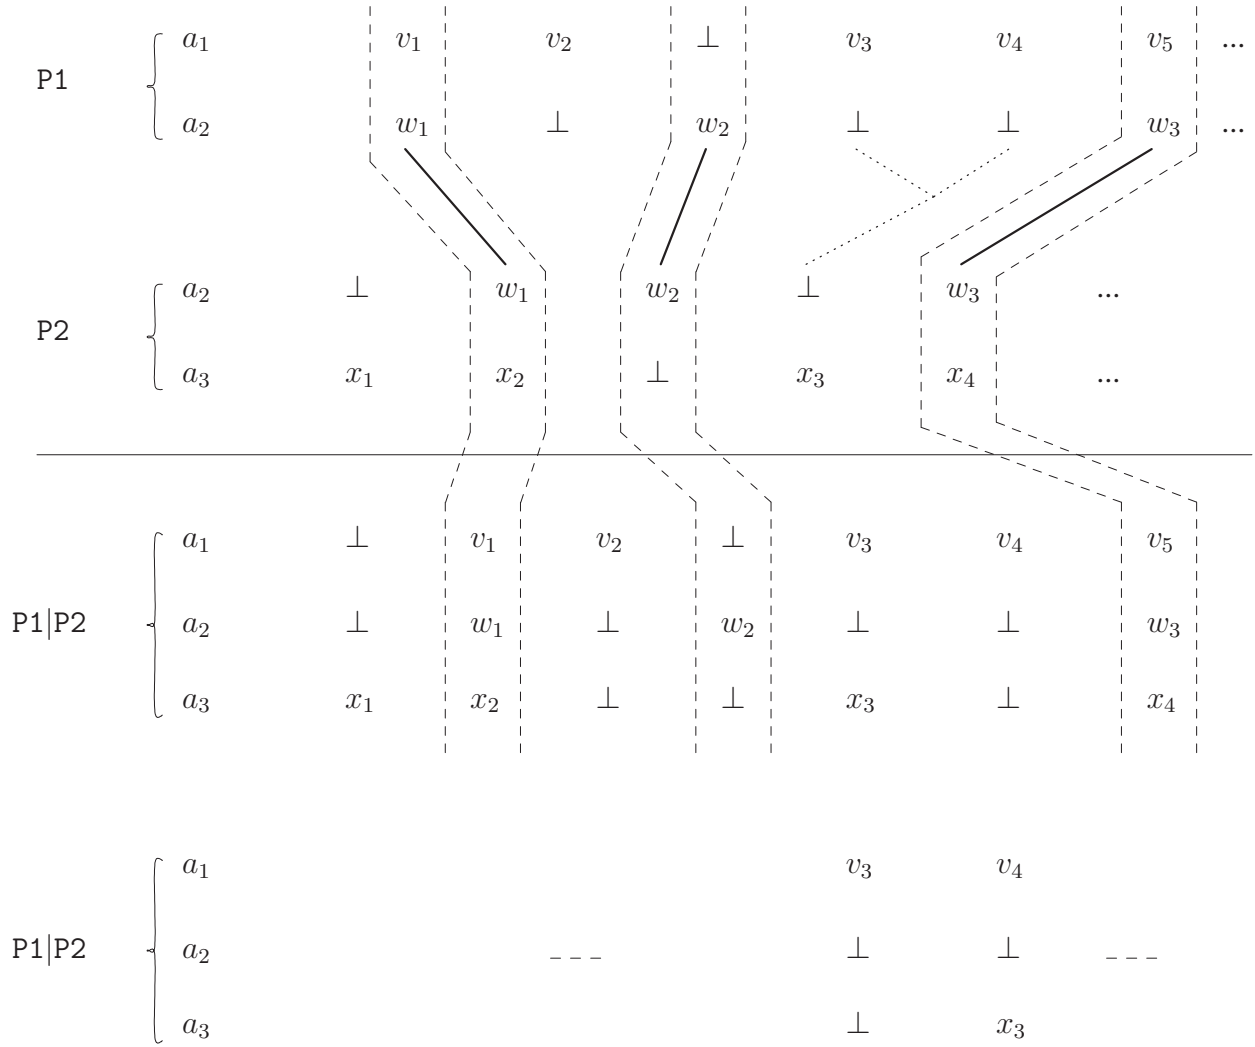 a₁ v₁ v₂ ⊥ v₃ v₄ v₅ ...
P1
a₂ w₁ ⊥ w₂ ⊥ ⊥ w₃ ...
a₂ ⊥ w₁ w₂ ⊥ w₃ ...
P2
a₃ x₁ x₂ ⊥ x₃ x₄ ...
a₁ ⊥ v₁ v₂ ⊥ v₃ v₄ v₅
P1|P2 a₂ ⊥ w₁ ⊥ w₂ ⊥ ⊥ w₃
a₃ x₁ x₂ ⊥ ⊥ x₃ ⊥ x₄
a₁ v₃ v₄
P1|P2 a₂ ⊥ ⊥
a₃ ⊥ x₃